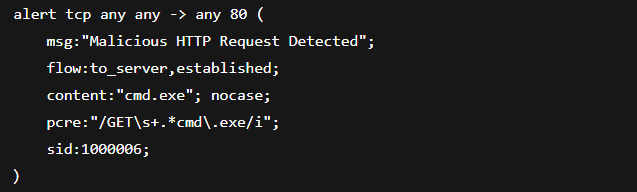 alert tcp any any -> any 80 (
    msg:"Malicious HTTP Request Detected";
    flow:to_server,established;
    content:"cmd.exe"; nocase;
    pcre:"/GET\s+.*cmd\.exe/i";
    sid:1000006;
)